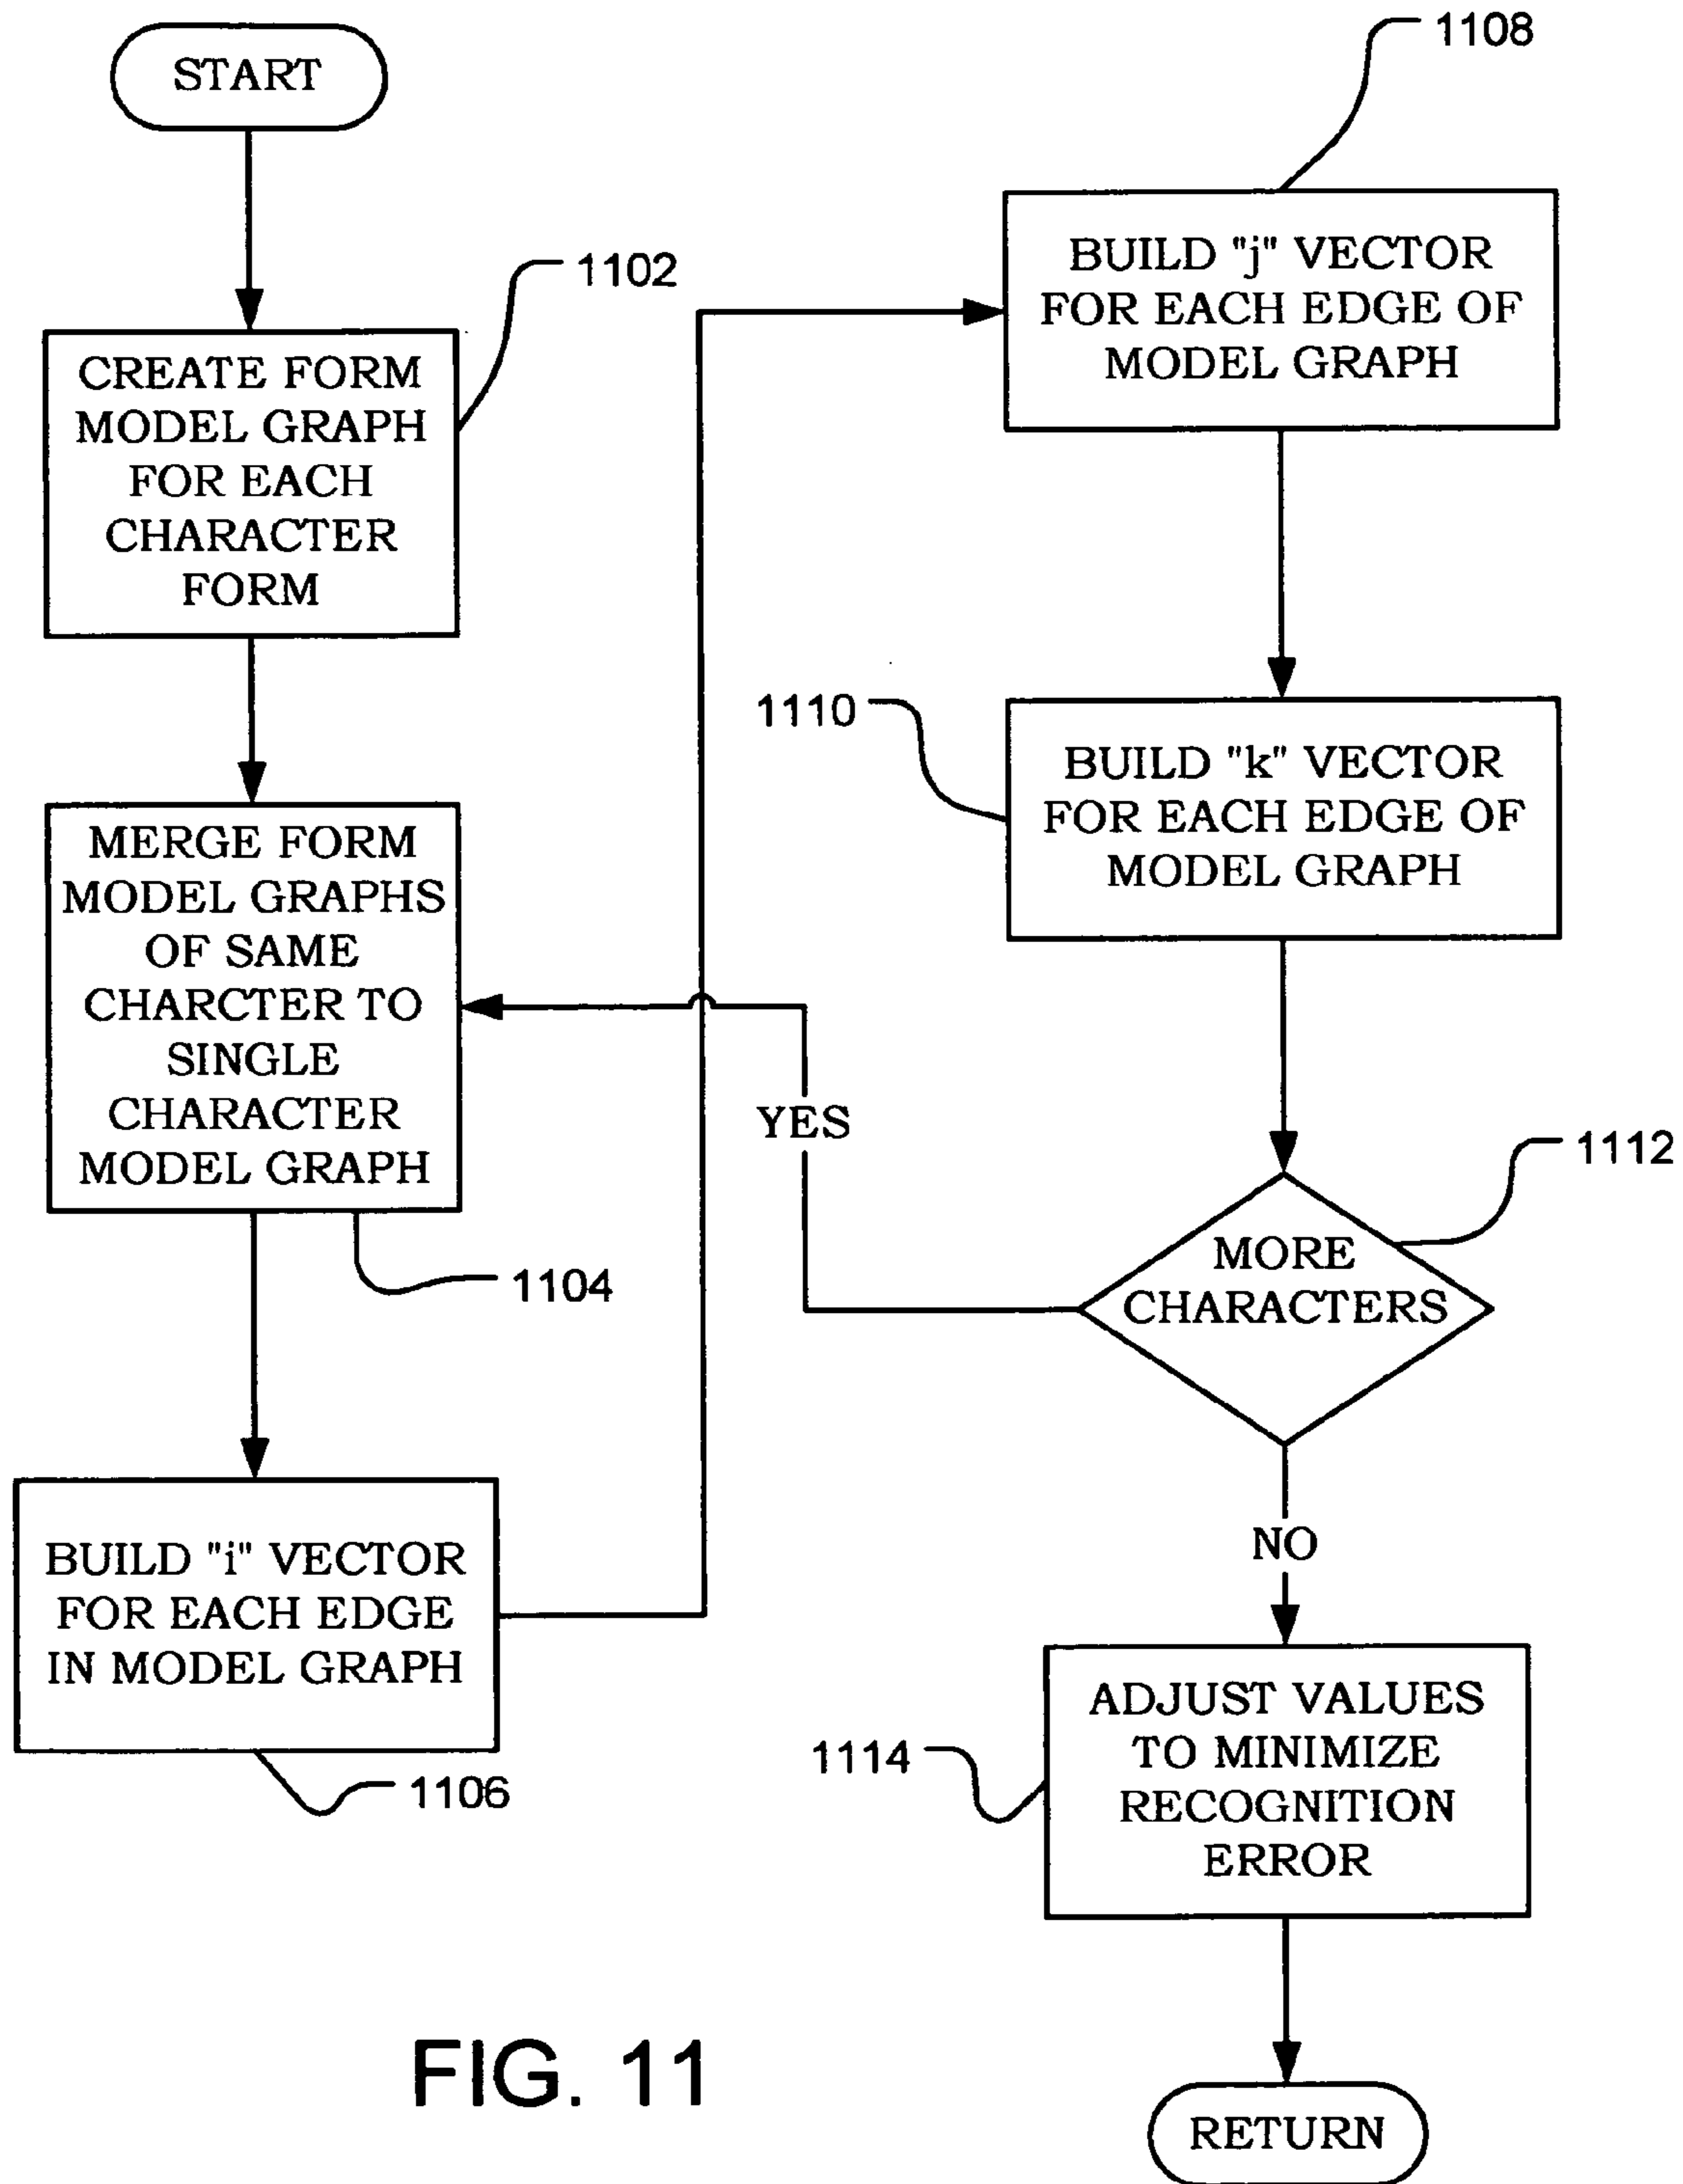 START
1102
CREATE FORM
MODEL GRAPH
FOR EACH
CHARACTER
FORM
MERGE FORM
MODEL GRAPHS
OF SAME
CHARCTER TO
SINGLE
CHARACTER
MODEL GRAPH
1104
BUILD "i" VECTOR
FOR EACH EDGE
IN MODEL GRAPH
1106
1108
BUILD "j" VECTOR
FOR EACH EDGE OF
MODEL GRAPH
1110
BUILD "k" VECTOR
FOR EACH EDGE OF
MODEL GRAPH
YES
1112
MORE
CHARACTERS
NO
1114
ADJUST VALUES
TO MINIMIZE
RECOGNITION
ERROR
RETURN
FIG. 11